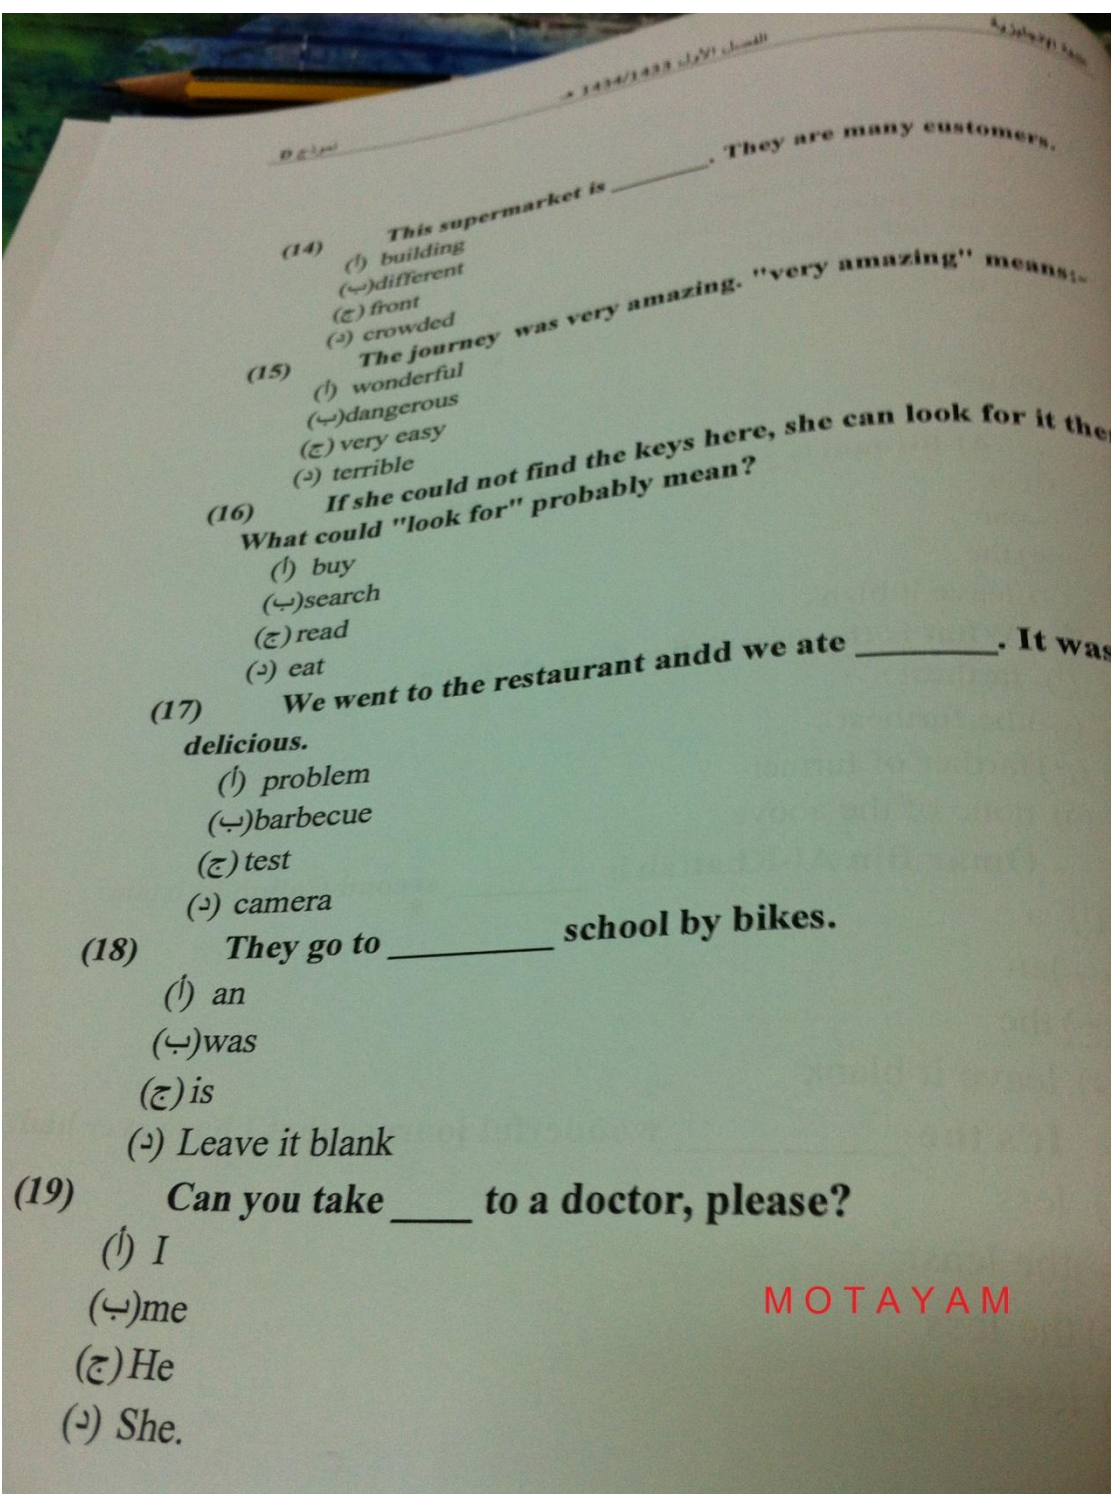 الفصل الأول 1434/1433 هـ
نموذج D
(14) This supermarket is ________. They are many customers.
(أ) building
(ب)different
(ج) front
(د) crowded
(15) The journey was very amazing. "very amazing" means:-
(أ) wonderful
(ب)dangerous
(ج) very easy
(د) terrible
(16) If she could not find the keys here, she can look for it
What could "look for" probably mean?
(أ) buy
(ب)search
(ج) read
(د) eat
(17) We went to the restaurant andd we ate ________. It was
delicious.
(أ) problem
(ب)barbecue
(ج) test
(د) camera
(18) They go to __________ school by bikes.
(أ) an
(ب)was
(ج) is
(د) Leave it blank
(19) Can you take ____ to a doctor, please?
(أ) I
(ب)me
(ج) He
(د) She.
MOTAYAM